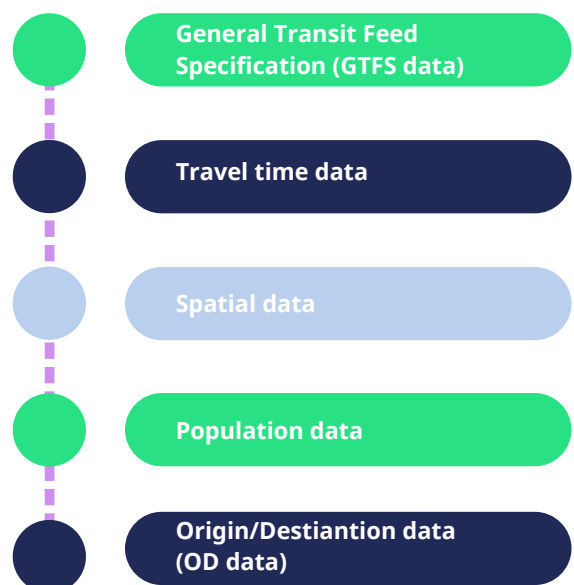 General Transit Feed
Specification (GTFS data)
Travel time data
Spatial data
Population data
Origin/Destiantion data
(OD data)